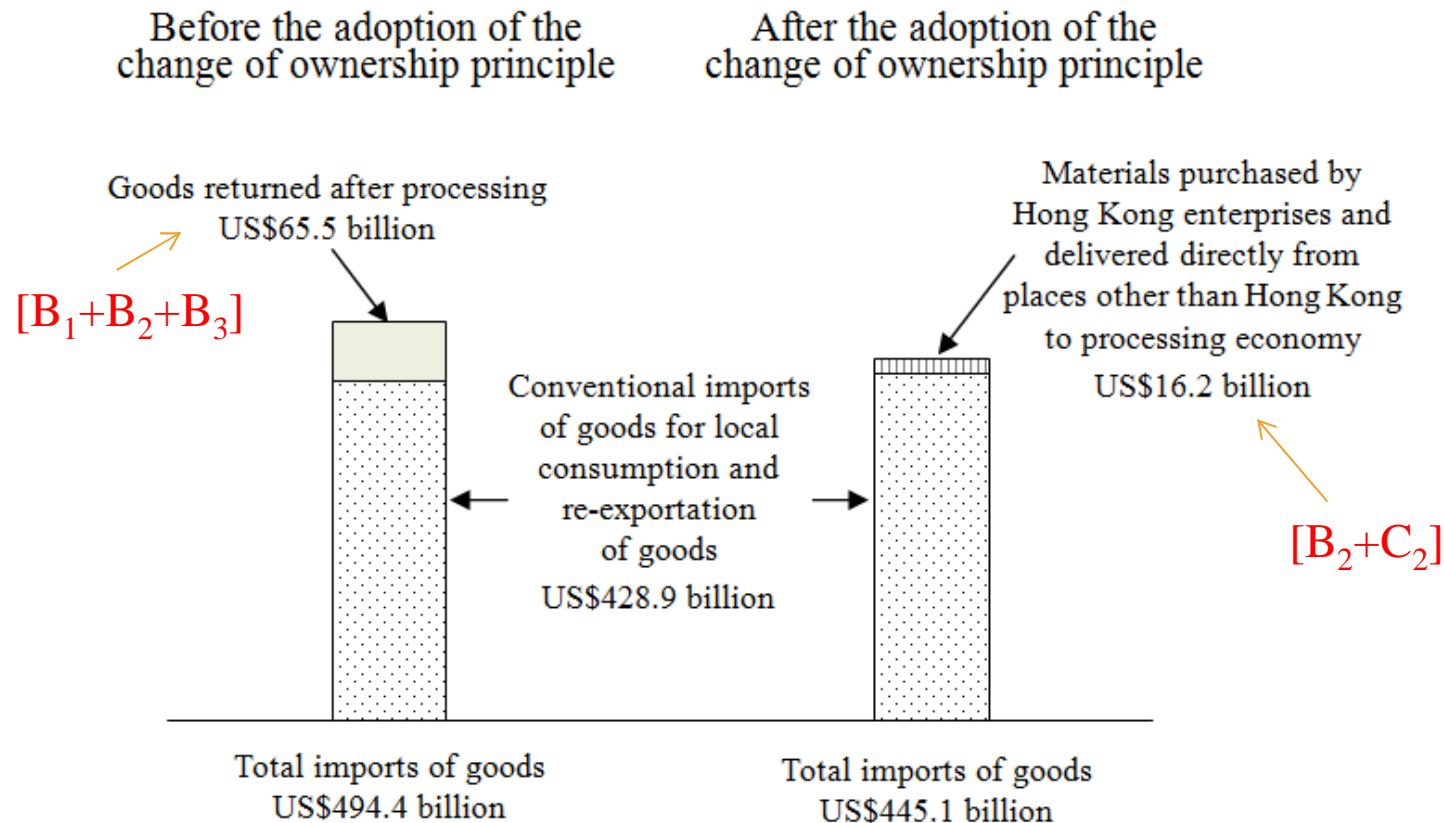 Before the adoption of the
change of ownership principle
After the adoption of the
change of ownership principle
Goods returned after processing
US$65.5 billion
[B₁+B₂+B₃]
Materials purchased by
Hong Kong enterprises and
delivered directly from
places other than Hong Kong
to processing economy
US$16.2 billion
[B₂+C₂]
Conventional imports
of goods for local
consumption and
re-exportation
of goods
US$428.9 billion
Total imports of goods
US$494.4 billion
Total imports of goods
US$445.1 billion